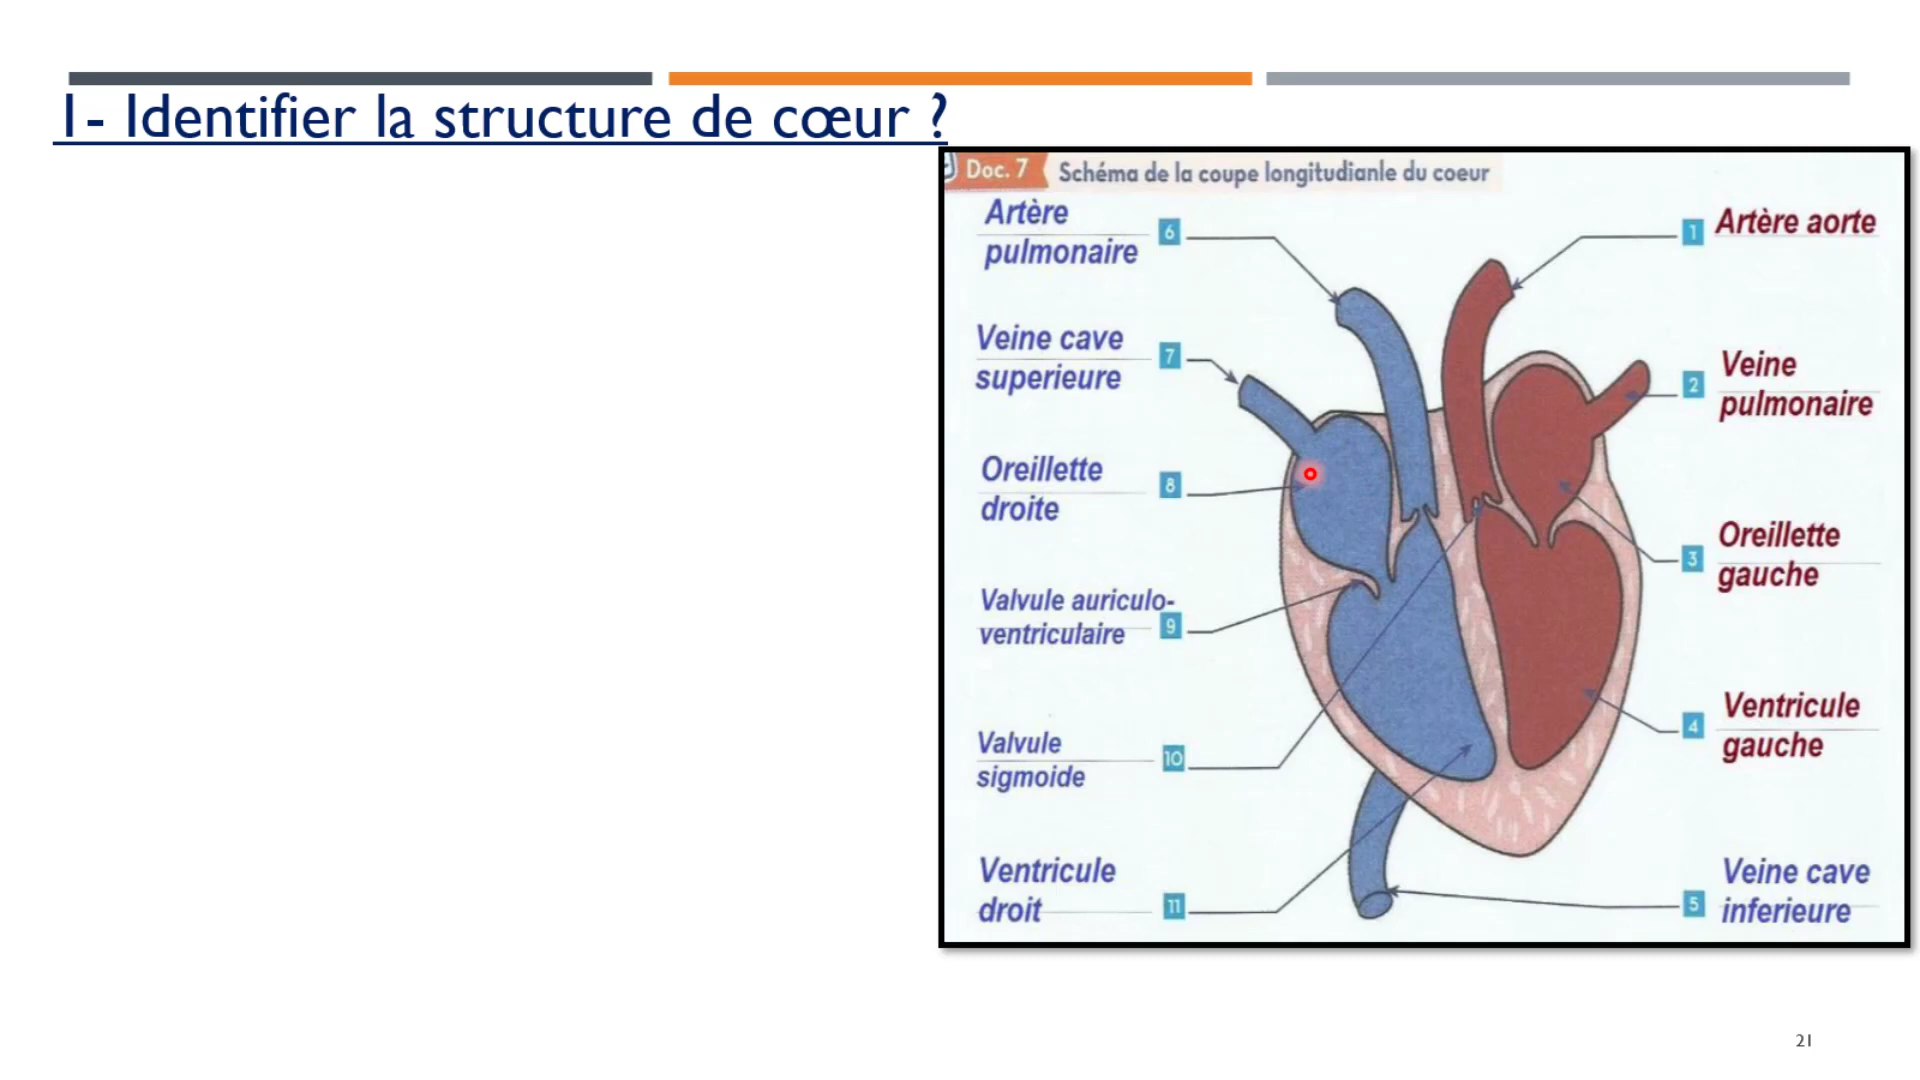 1- Identifier la structure de cœur ?
Doc. 7 Schéma de la coupe longitudianle du coeur
Artère
pulmonaire
6
1
Artère aorte
Veine cave
superieure
7
2
Veine
pulmonaire
Oreillette
droite
8
3
Oreillette
gauche
Valvule auriculo-
ventriculaire
9
4
Ventricule
gauche
Valvule
sigmoide
10
Ventricule
droit
11
5
Veine cave
inferieure
21